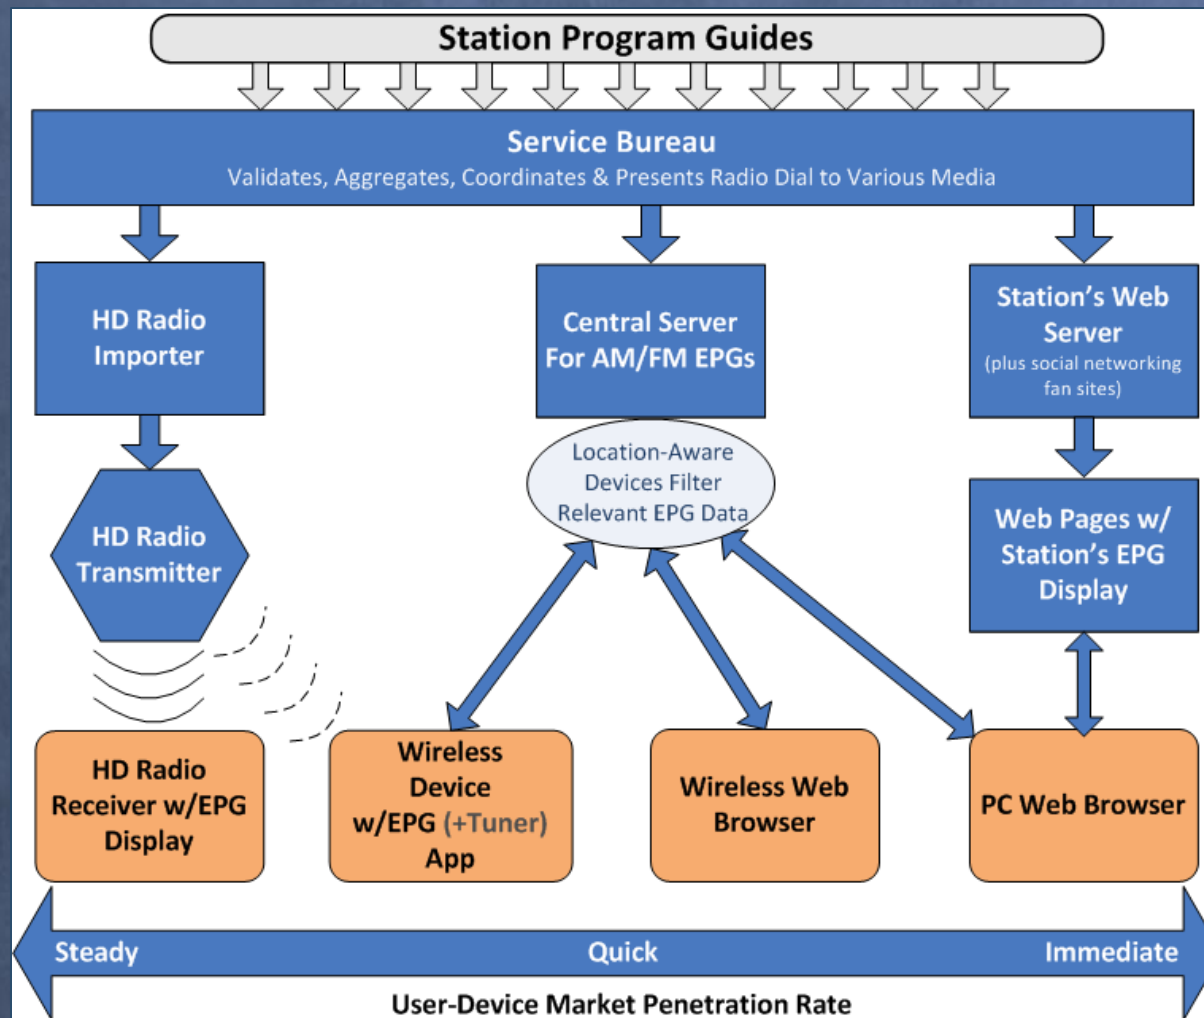 Station Program Guides
Service Bureau
Validates, Aggregates, Coordinates & Presents Radio Dial to Various Media
HD Radio
Importer
Central Server
For AM/FM EPGs
Station's Web
Server
(plus social networking
fan sites)
Location-Aware
Devices Filter
Relevant EPG Data
HD Radio
Transmitter
Web Pages w/
Station's EPG
Display
HD Radio
Receiver w/EPG
Display
Wireless
Device
w/EPG (+Tuner)
App
Wireless Web
Browser
PC Web Browser
Steady
Quick
Immediate
User-Device Market Penetration Rate